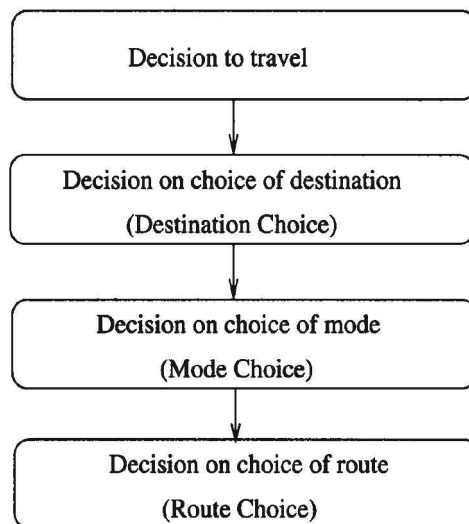 Decision to travel
Decision on choice of destination
(Destination Choice)
Decision on choice of mode
(Mode Choice)
Decision on choice of route
(Route Choice)